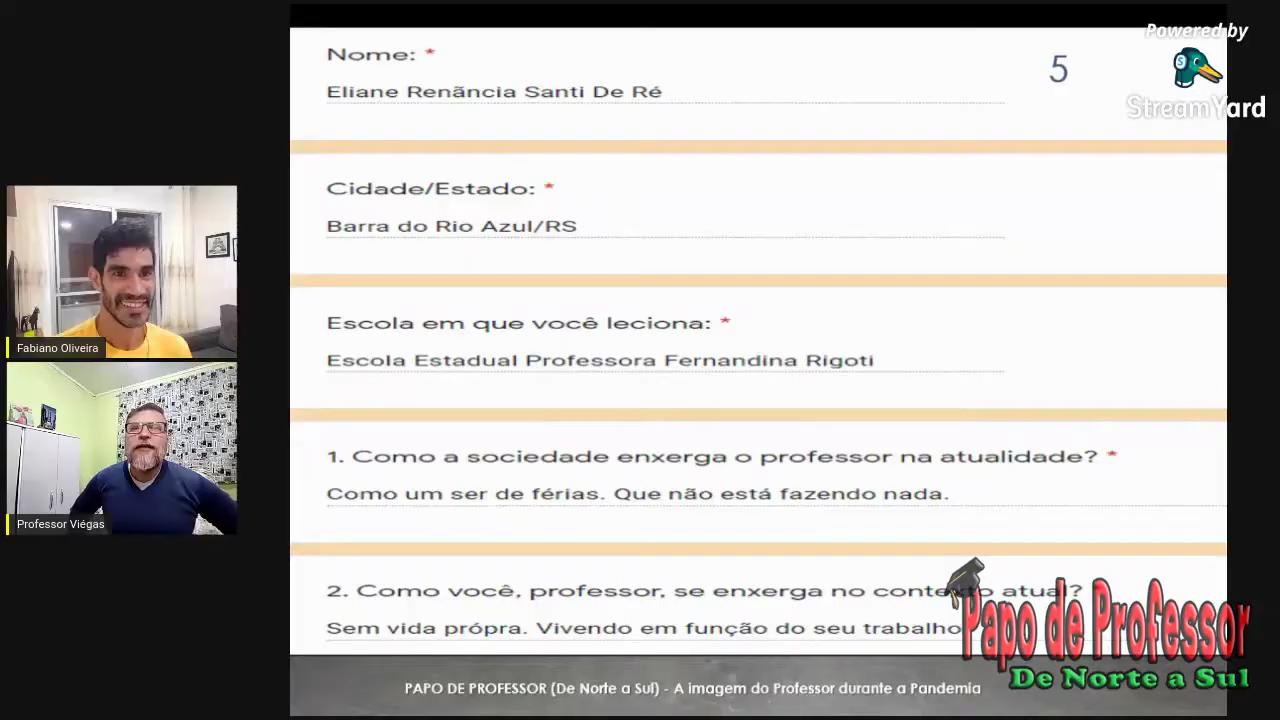 Powered by
StreamYard
5
Nome: *
Eliane Renãncia Santi De Ré
Cidade/Estado: *
Barra do Rio Azul/RS
Escola em que você leciona: *
Escola Estadual Professora Fernandina Rigoti
1. Como a sociedade enxerga o professor na atualidade? *
Como um ser de férias. Que não está fazendo nada.
2. Como você, professor, se enxerga no contexto atual?
Sem vida própra. Vivendo em função do seu trabalho
Fabiano Oliveira
Professor Viégas
Papo de Professor
De Norte a Sul
PAPO DE PROFESSOR (De Norte a Sul) - A imagem do Professor durante a Pandemia